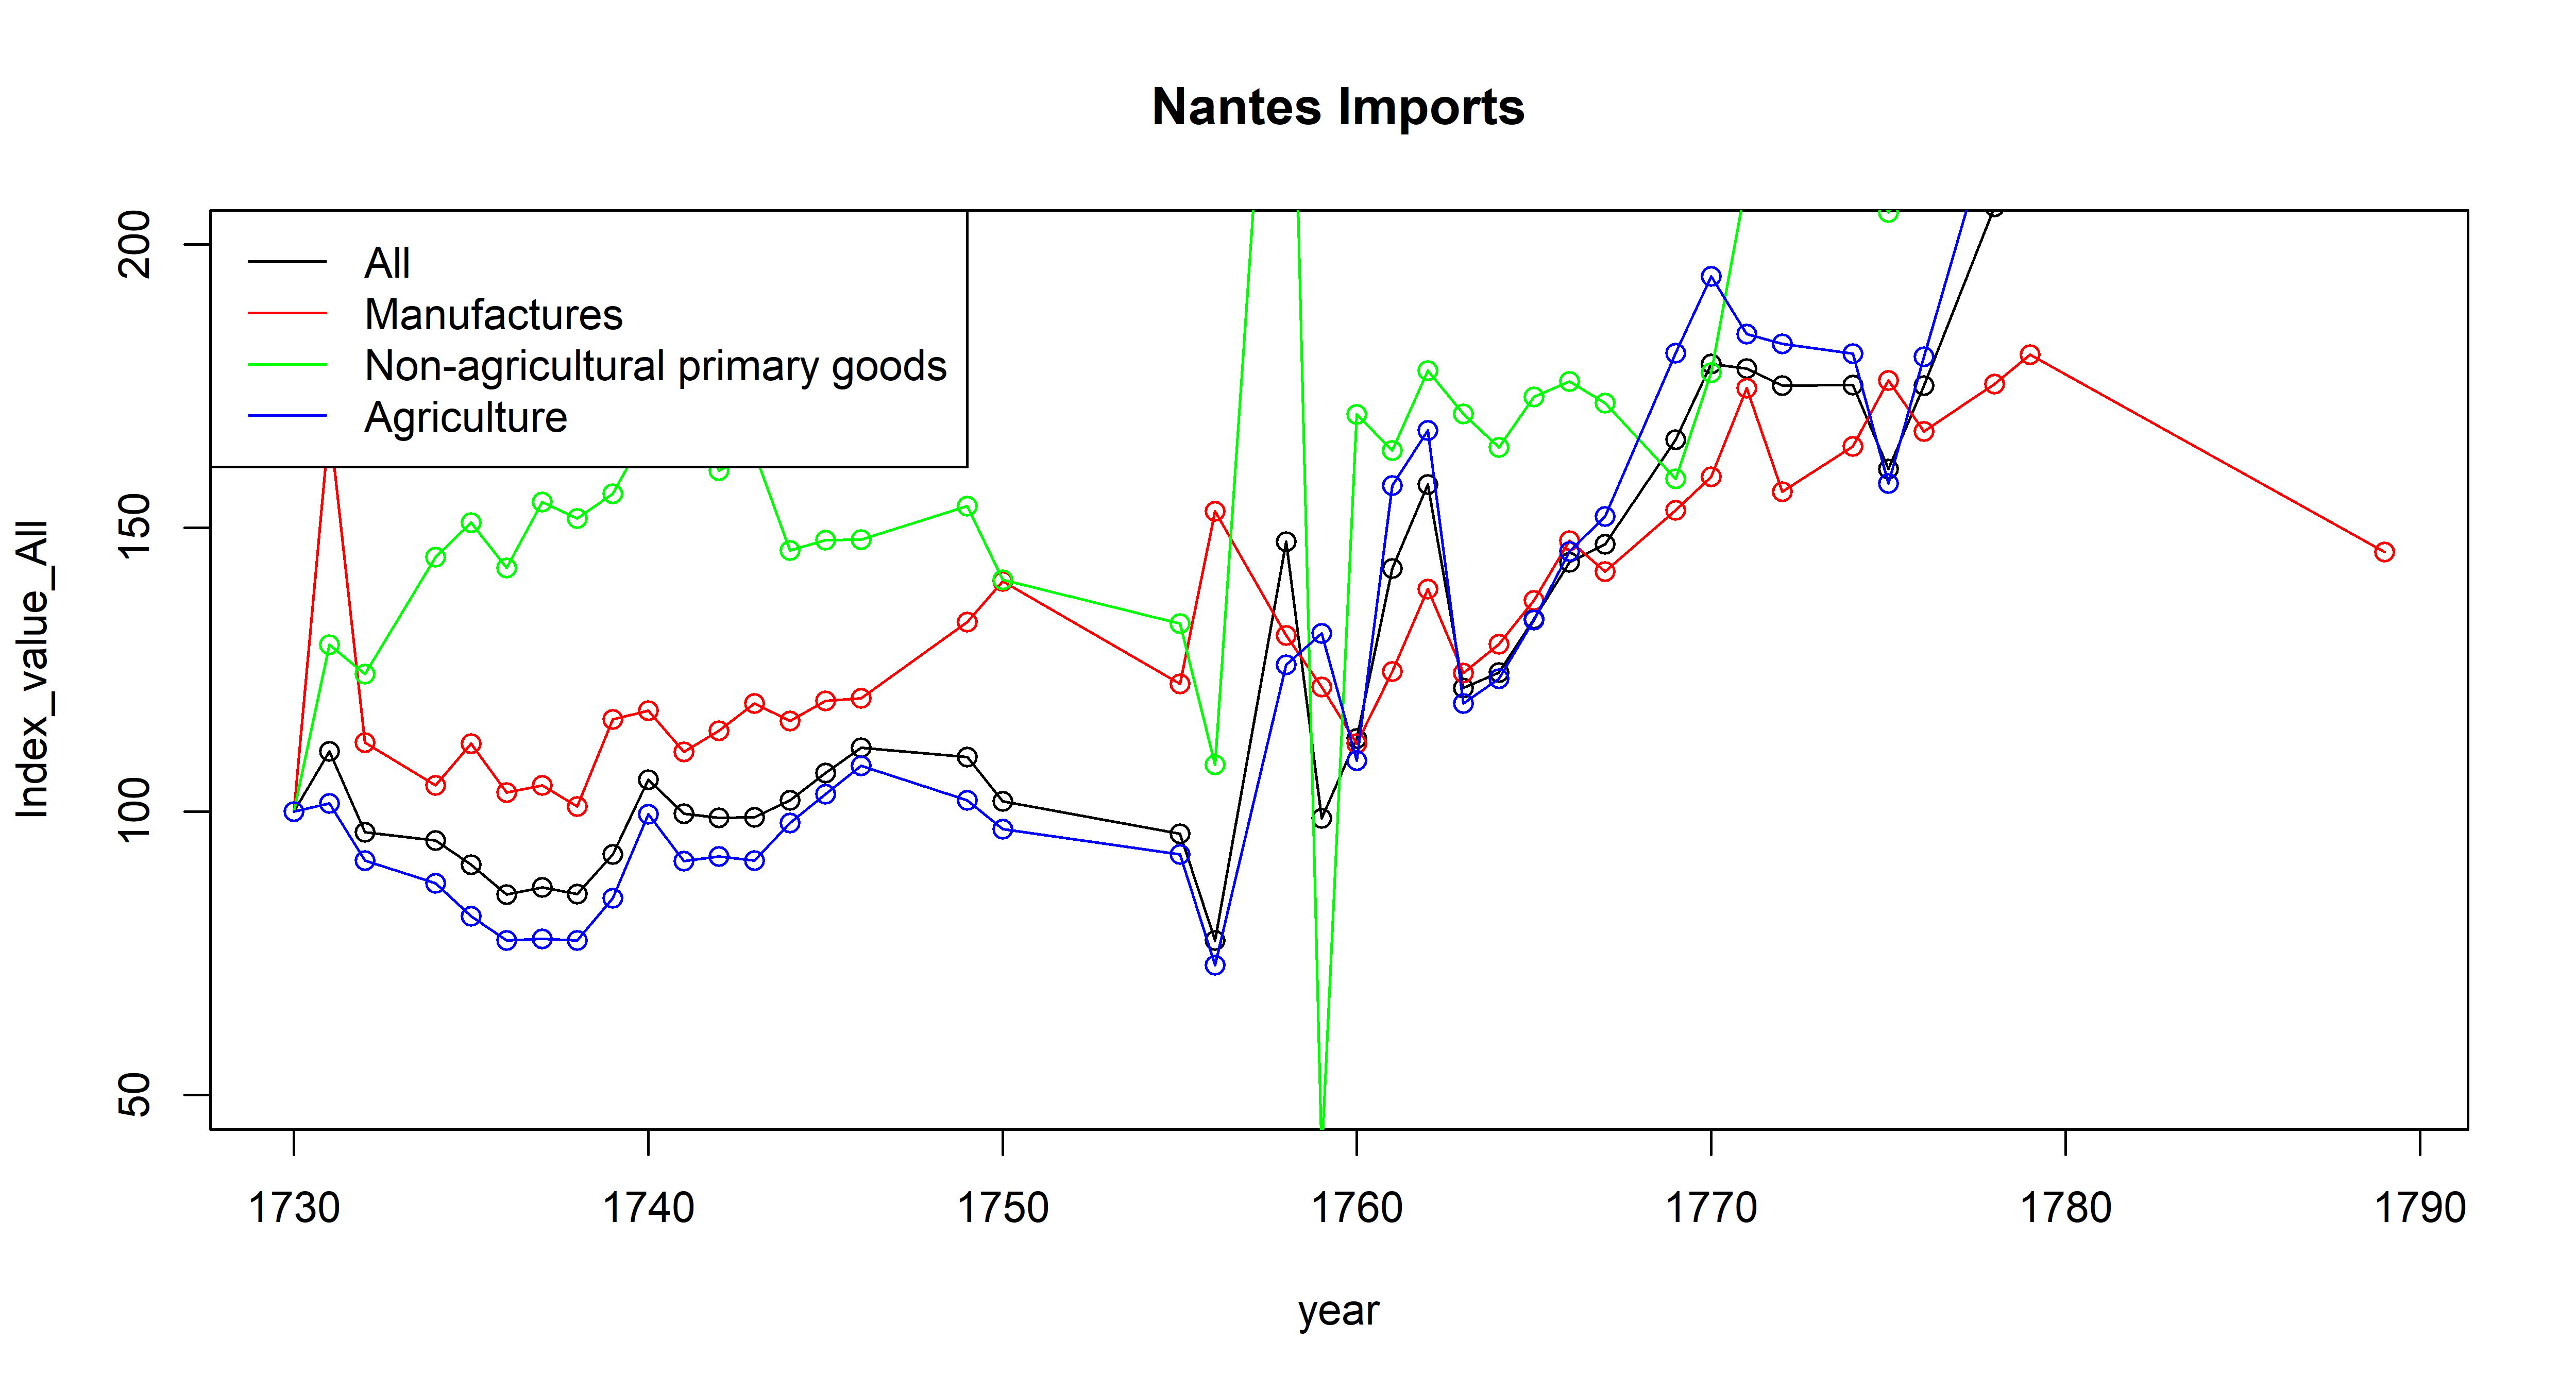 Nantes Imports
All
Manufactures
Non-agricultural primary goods
Agriculture
Index_value_All
200
150
100
50
1730 1740 1750 1760 1770 1780 1790
year